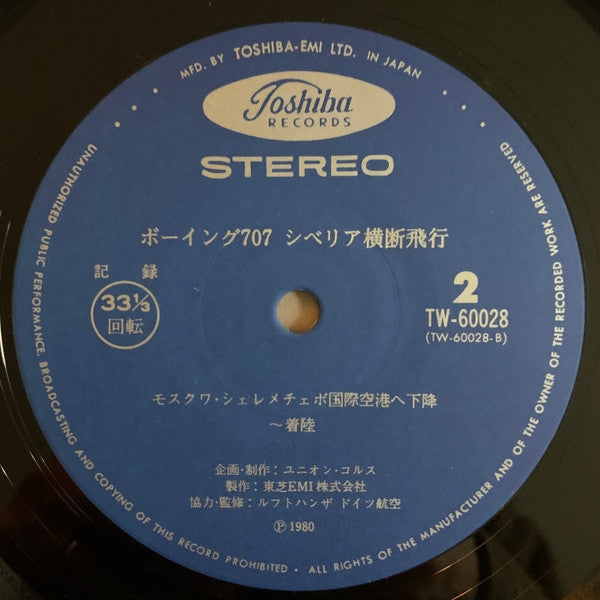 MFD. BY TOSHIBA-EMI LTD. IN JAPAN
Toshiba
RECORDS
STEREO
ボーイング707 シベリア横断飛行
記録
33⅓
回転
2
TW-60028
(TW-60028-B)
モスクワ・シェレメチェボ国際空港へ下降
～着陸
企画・制作：ユニオン・コルス
製作：東芝EMI株式会社
協力・監修：ルフトハンザ ドイツ航空
Ⓟ1980
UNAUTHORIZED PUBLIC PERFORMANCE, BROADCASTING AND COPYING OF THIS RECORD PROHIBITED • ALL RIGHTS OF THE MANUFACTURER AND OF THE OWNER OF THE RECORDED WORK ARE RESERVED